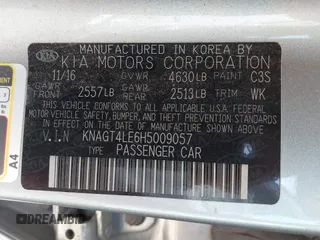 MANUFACTURED IN KOREA BY
KIA KIA MOTORS CORPORATION
11/16 GVWR 4630LB PAINT C3S
GAWR FRONT 2557LB GAWR REAR 2513LB TRIM WK
THIS VEHICLE CONFORMS TO ALL APPLICABLE
FEDERAL MOTOR VEHICLE SAFETY, BUMPER, AND THEFT
PREVENTION STANDARDS IN EFFECT ON THE DATE OF
MANUFACTURE SHOWN ABOVE.
V.I.N KNAGT4LE6H5009057
PASSENGER CAR
A4